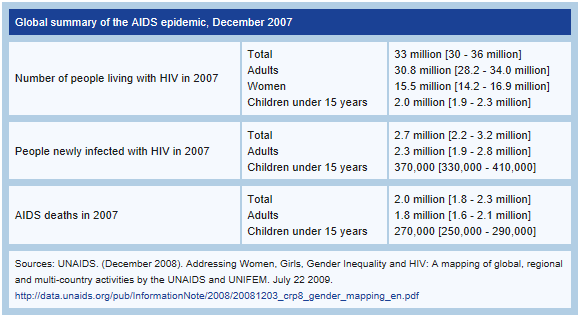 Global summary of the AIDS epidemic, December 2007
Number of people living with HIV in 2007
Total 33 million [30 - 36 million]
Adults 30.8 million [28.2 - 34.0 million]
Women 15.5 million [14.2 - 16.9 million]
Children under 15 years 2.0 million [1.9 - 2.3 million]
People newly infected with HIV in 2007
Total 2.7 million [2.2 - 3.2 million]
Adults 2.3 million [1.9 - 2.8 million]
Children under 15 years 370,000 [330,000 - 410,000]
AIDS deaths in 2007
Total 2.0 million [1.8 - 2.3 million]
Adults 1.8 million [1.6 - 2.1 million]
Children under 15 years 270,000 [250,000 - 290,000]
Sources: UNAIDS. (December 2008). Addressing Women, Girls, Gender Inequality and HIV: A mapping of global, regional
and multi-country activities by the UNAIDS and UNIFEM. July 22 2009.
http://data.unaids.org/pub/InformationNote/2008/20081203_crp8_gender_mapping_en.pdf